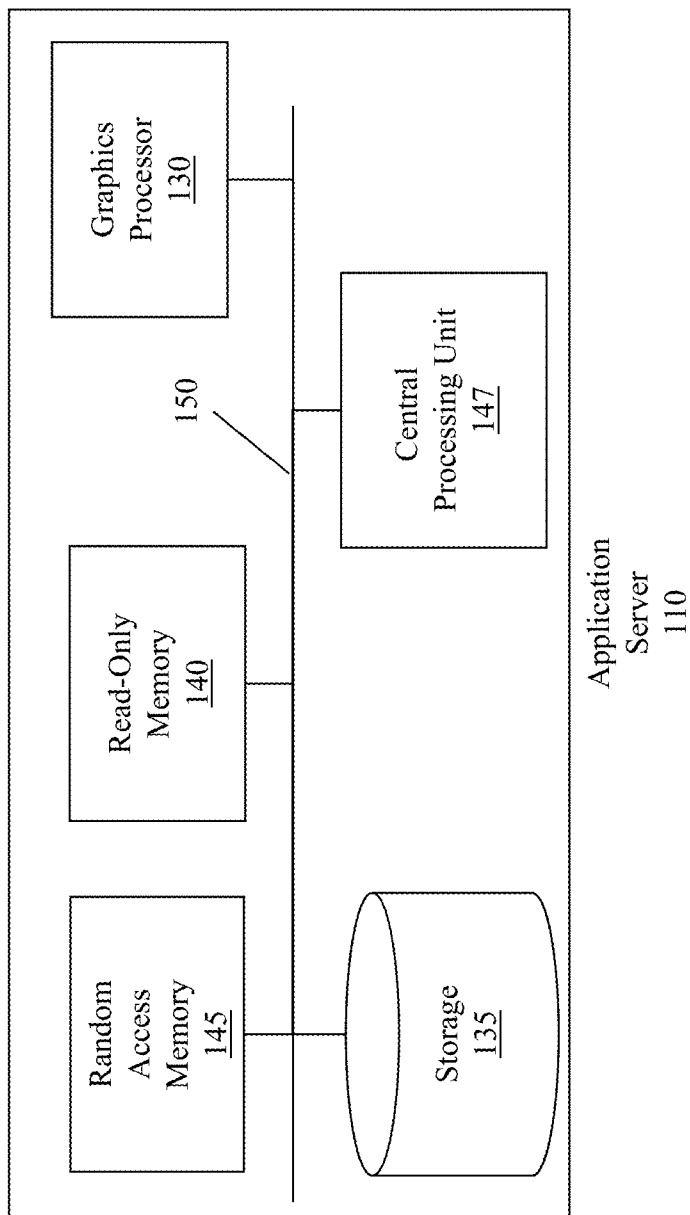 Random
Access
Memory
145
Read-Only
Memory
140
Graphics
Processor
130
150
Storage
135
Central
Processing Unit
147
Application
Server
110